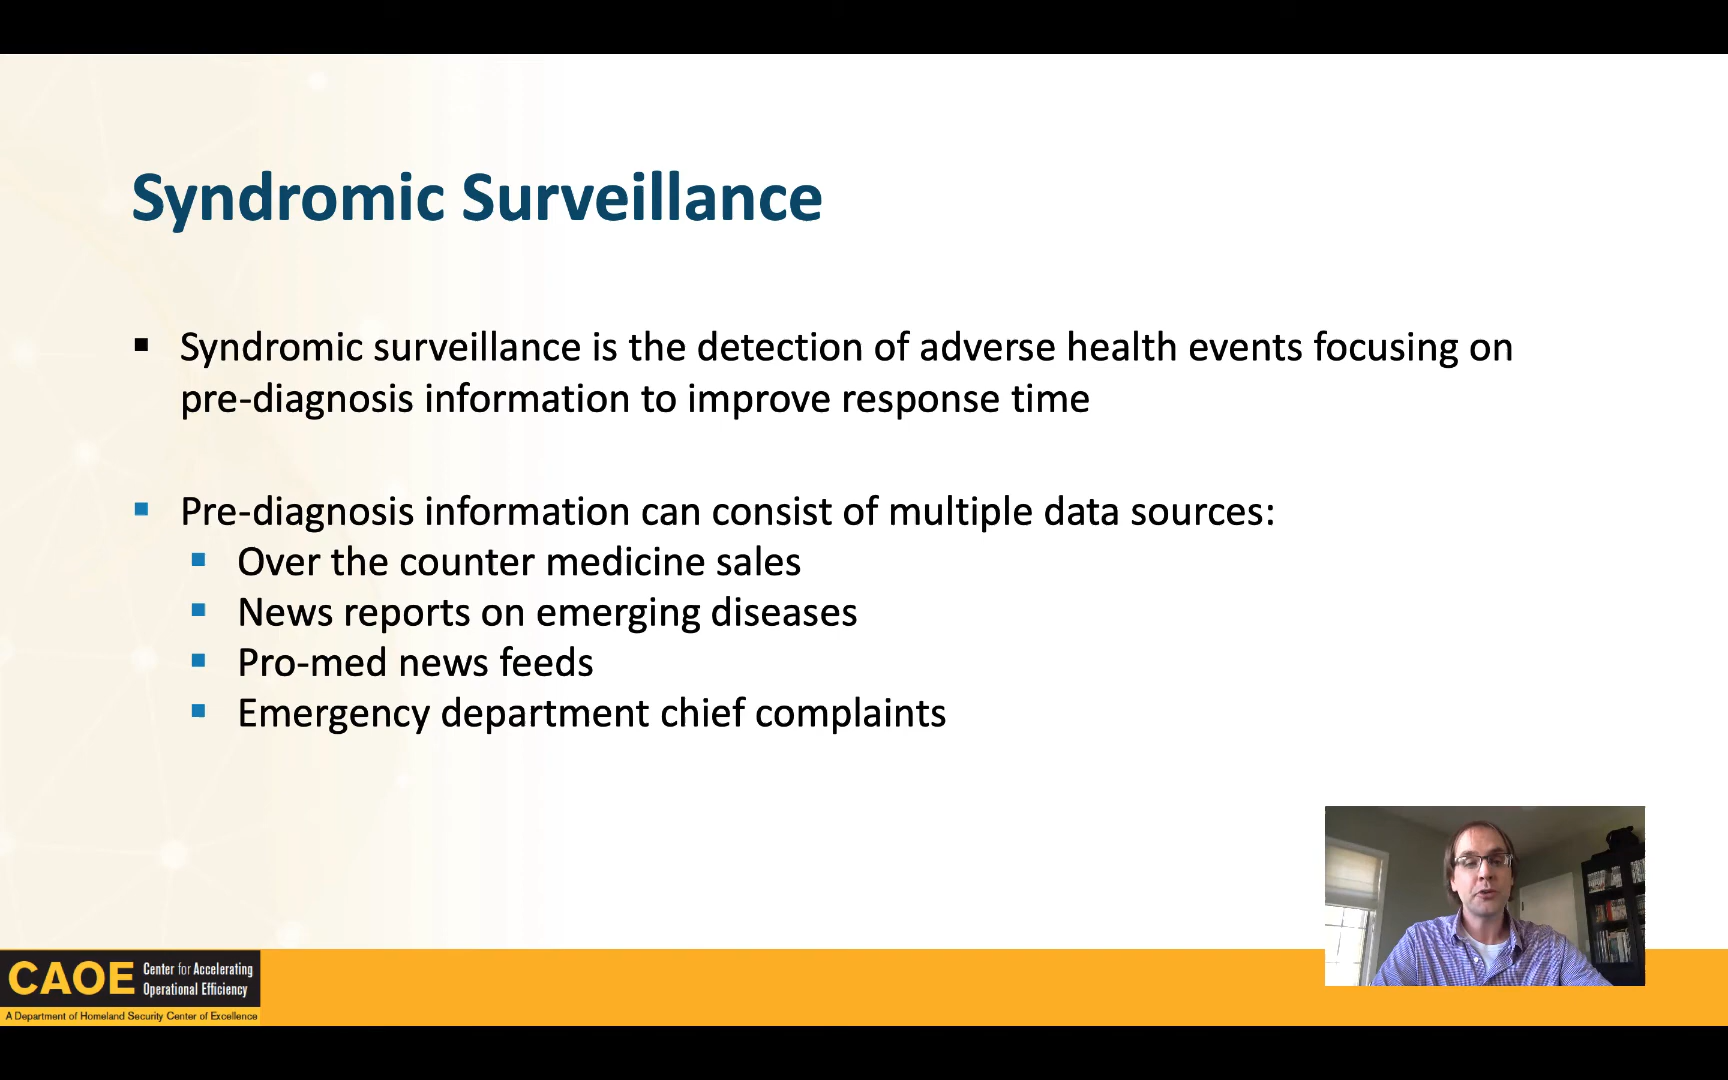 Syndromic Surveillance
Syndromic surveillance is the detection of adverse health events focusing on
pre-diagnosis information to improve response time
Pre-diagnosis information can consist of multiple data sources:
Over the counter medicine sales
News reports on emerging diseases
Pro-med news feeds
Emergency department chief complaints
CAOE Center for Accelerating
Operational Efficiency
A Department of Homeland Security Center of Excellence